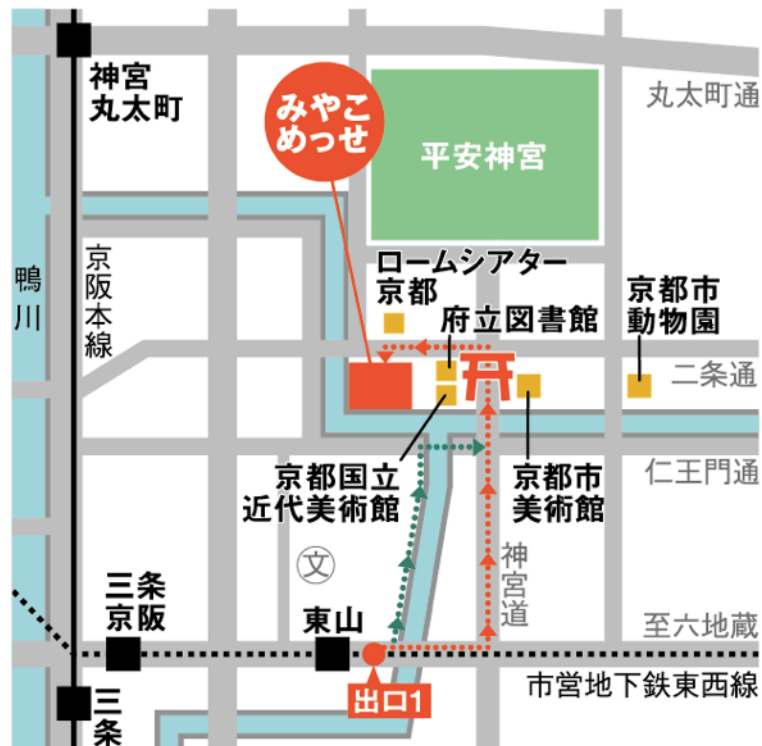 神宮
丸太町
みやこ
めっせ
丸太町通
平安神宮
鴨川
京阪本線
ロームシアター
京都
府立図書館
京都市
動物園
二条通
京都国立
近代美術館
京都市
美術館
仁王門通
文
神宮道
三条
京阪
東山
至六地蔵
出口1
市営地下鉄東西線
三条